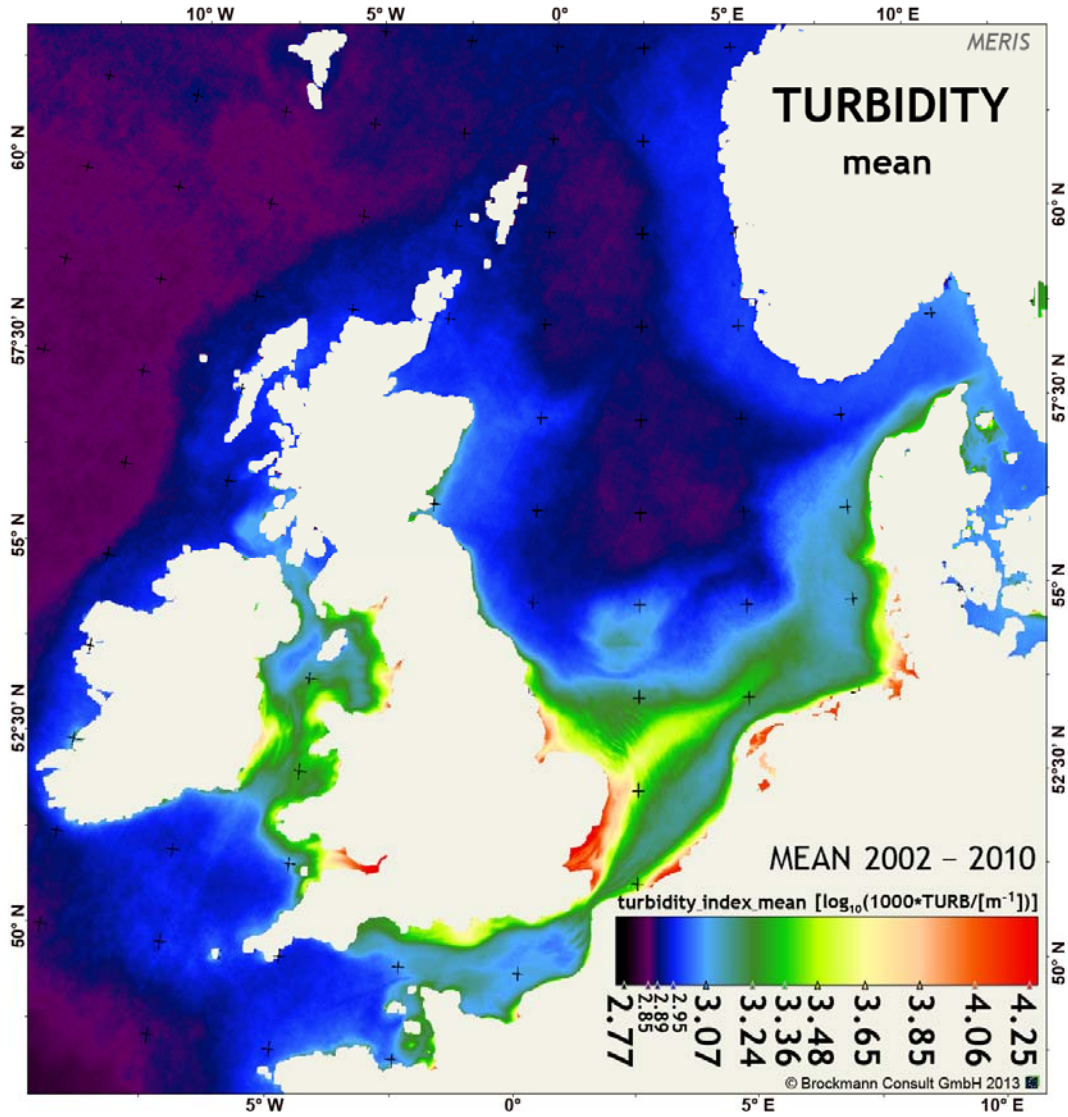 10° W 5° W 0° 5° E 10° E
MERIS
TURBIDITY
mean
60° N
60° N
57°30' N
57°30' N
55° N
55° N
52°30' N
52°30' N
MEAN 2002 – 2010
turbidity_index_mean [log₁₀(1000*TURB/[m⁻¹])]
50° N
50° N
2.77 2.85 2.89 2.95 3.07 3.24 3.36 3.48 3.65 3.85 4.06 4.25
© Brockmann Consult GmbH 2013
5° W 0° 5° E 10° E